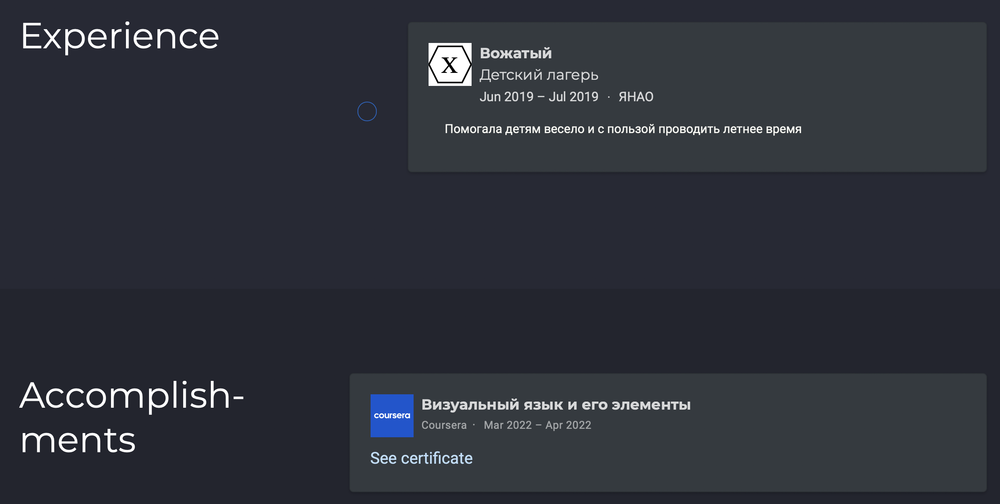 Experience
X
Вожатый
Детский лагерь
Jun 2019 – Jul 2019 · ЯНАО
Помогала детям весело и с пользой проводить летнее время
Accomplish-
ments
coursera
Визуальный язык и его элементы
Coursera · Mar 2022 – Apr 2022
See certificate